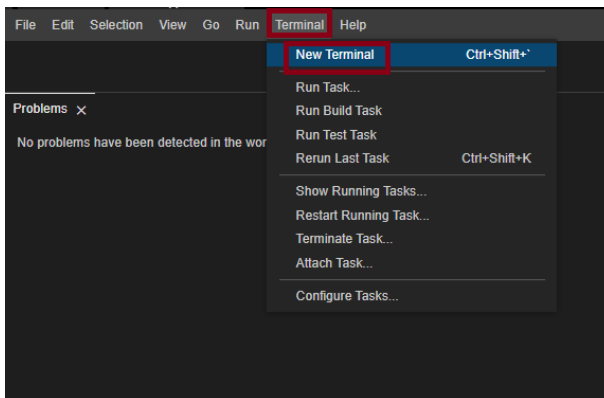 File Edit Selection View Go Run Terminal Help
New Terminal Ctrl+Shift+`
Run Task...
Problems ×
Run Build Task
No problems have been detected in the wor
Run Test Task
Rerun Last Task Ctrl+Shift+K
Show Running Tasks...
Restart Running Task...
Terminate Task...
Attach Task...
Configure Tasks...